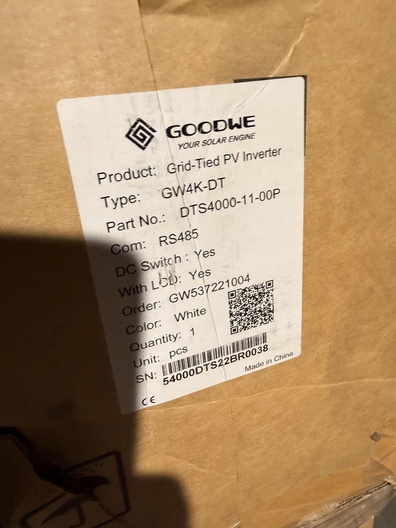 GOODWE
YOUR SOLAR ENGINE
Product: Grid-Tied PV Inverter
Type: GW4K-DT
Part No.: DTS4000-11-00P
Com: RS485
DC Switch : Yes
With LCD: Yes
Order: GW537221004
Color: White
Quantity: 1
Unit: pcs
SN: 54000DTS22BR0038
Made in China
CE